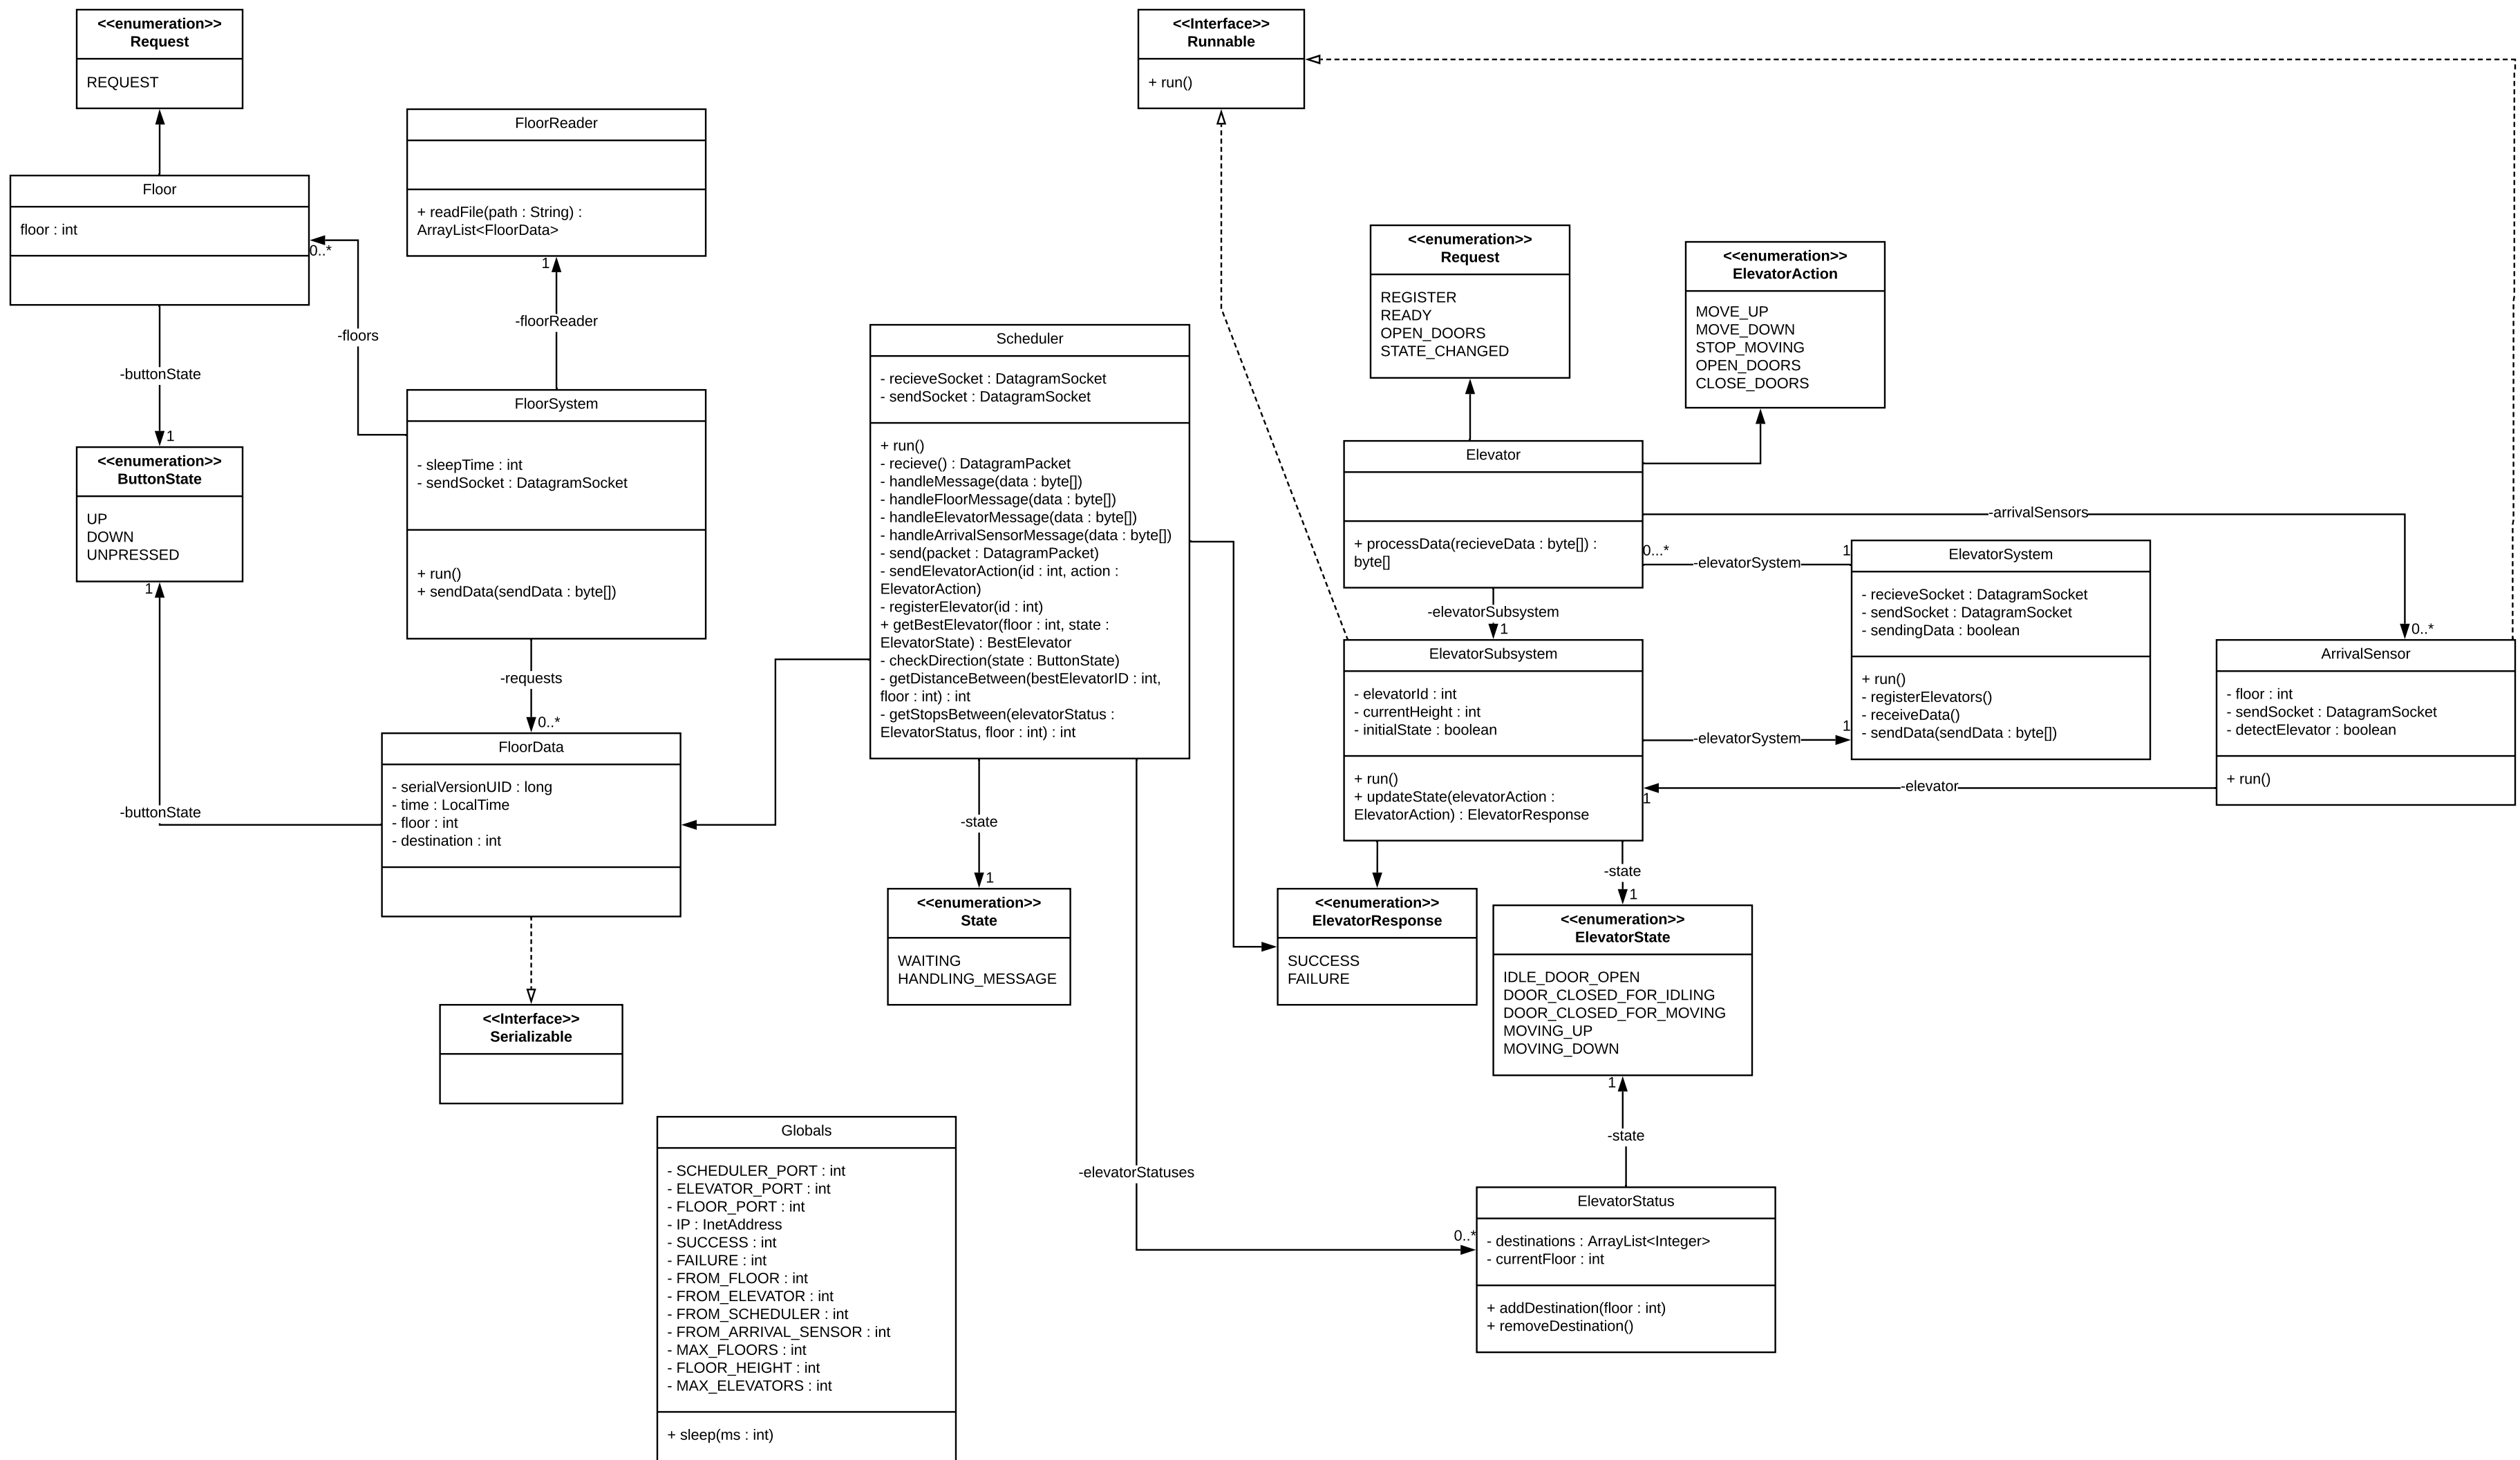 <<enumeration>>
Request
REQUEST
Floor
floor : int
0..*
-floors
-buttonState
1
<<enumeration>>
ButtonState
UP
DOWN
UNPRESSED
1
-buttonState
FloorReader
+ readFile(path : String) :
ArrayList<FloorData>
1
-floorReader
FloorSystem
- sleepTime : int
- sendSocket : DatagramSocket
+ run()
+ sendData(sendData : byte[])
-requests
0..*
FloorData
- serialVersionUID : long
- time : LocalTime
- floor : int
- destination : int
<<Interface>>
Serializable
Globals
- SCHEDULER_PORT : int
- ELEVATOR_PORT : int
- FLOOR_PORT : int
- IP : InetAddress
- SUCCESS : int
- FAILURE : int
- FROM_FLOOR : int
- FROM_ELEVATOR : int
- FROM_SCHEDULER : int
- FROM_ARRIVAL_SENSOR : int
- MAX_FLOORS : int
- FLOOR_HEIGHT : int
- MAX_ELEVATORS : int
+ sleep(ms : int)
Scheduler
- recieveSocket : DatagramSocket
- sendSocket : DatagramSocket
+ run()
- recieve() : DatagramPacket
- handleMessage(data : byte[])
- handleFloorMessage(data : byte[])
- handleElevatorMessage(data : byte[])
- handleArrivalSensorMessage(data : byte[])
- send(packet : DatagramPacket)
- sendElevatorAction(id : int, action :
ElevatorAction)
- registerElevator(id : int)
+ getBestElevator(floor : int, state :
ElevatorState) : BestElevator
- checkDirection(state : ButtonState)
- getDistanceBetween(bestElevatorID : int,
floor : int) : int
- getStopsBetween(elevatorStatus :
ElevatorStatus, floor : int) : int
-state
1
<<enumeration>>
State
WAITING
HANDLING_MESSAGE
-elevatorStatuses
0..*
<<Interface>>
Runnable
+ run()
<<enumeration>>
Request
REGISTER
READY
OPEN_DOORS
STATE_CHANGED
<<enumeration>>
ElevatorAction
MOVE_UP
MOVE_DOWN
STOP_MOVING
OPEN_DOORS
CLOSE_DOORS
Elevator
+ processData(recieveData : byte[]) :
byte[]
-arrivalSensors
0..*
0...*
-elevatorSystem
1
-elevatorSubsystem
1
ElevatorSystem
- recieveSocket : DatagramSocket
- sendSocket : DatagramSocket
- sendingData : boolean
+ run()
- registerElevators()
- receiveData()
- sendData(sendData : byte[])
ElevatorSubsystem
- elevatorId : int
- currentHeight : int
- initialState : boolean
+ run()
+ updateState(elevatorAction :
ElevatorAction) : ElevatorResponse
-elevatorSystem
1
1
-elevator
ArrivalSensor
- floor : int
- sendSocket : DatagramSocket
- detectElevator : boolean
+ run()
<<enumeration>>
ElevatorResponse
SUCCESS
FAILURE
-state
1
<<enumeration>>
ElevatorState
IDLE_DOOR_OPEN
DOOR_CLOSED_FOR_IDLING
DOOR_CLOSED_FOR_MOVING
MOVING_UP
MOVING_DOWN
1
-state
ElevatorStatus
- destinations : ArrayList<Integer>
- currentFloor : int
+ addDestination(floor : int)
+ removeDestination()